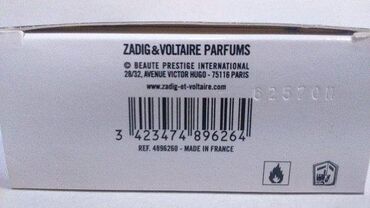 ZADIG&VOLTAIRE PARFUMS
© BEAUTE PRESTIGE INTERNATIONAL
28/32, AVENUE VICTOR HUGO - 75116 PARIS
www.zadig-et-voltaire.com
62570M
3 423474 896264
REF. 4896260 - MADE IN FRANCE